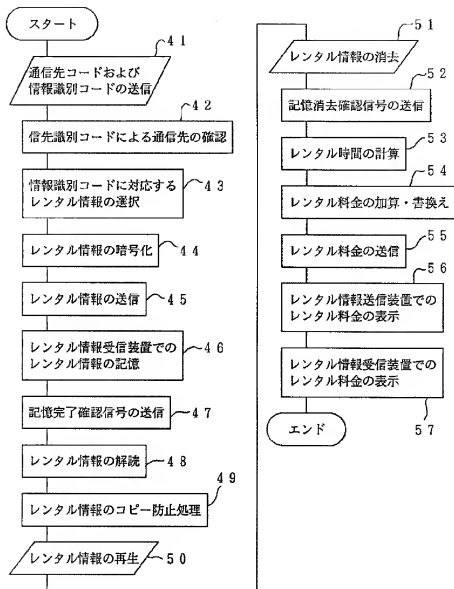 スタート
41
通信先コードおよび
情報識別コードの送信
42
信先識別コードによる通信先の確認
情報識別コードに対応する
レンタル情報の選択
43
レンタル情報の暗号化
44
レンタル情報の送信
45
レンタル情報受信装置での
レンタル情報の記憶
46
記憶完了確認信号の送信
47
レンタル情報の解読
48
49
レンタル情報のコピー防止処理
レンタル情報の再生
50
51
レンタル情報の消去
52
記憶消去確認信号の送信
53
レンタル時間の計算
54
レンタル料金の加算・書換え
55
レンタル料金の送信
56
レンタル情報送信装置での
レンタル料金の表示
レンタル情報受信装置での
レンタル料金の表示
57
エンド